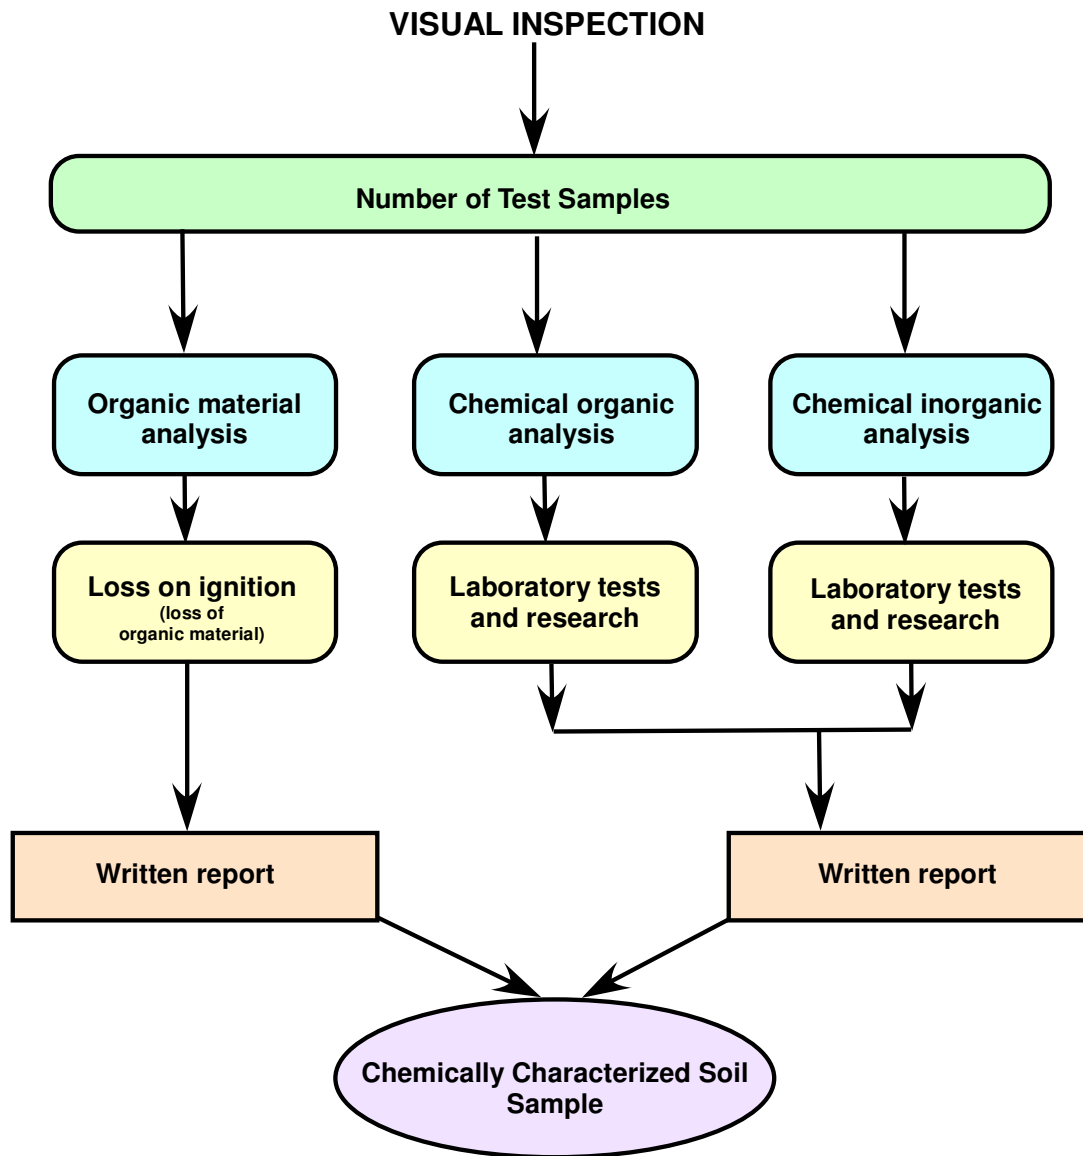 VISUAL INSPECTION
Number of Test Samples
Organic material
analysis
Chemical organic
analysis
Chemical inorganic
analysis
Loss on ignition
(loss of
organic material)
Laboratory tests
and research
Laboratory tests
and research
Written report
Written report
Chemically Characterized Soil
Sample